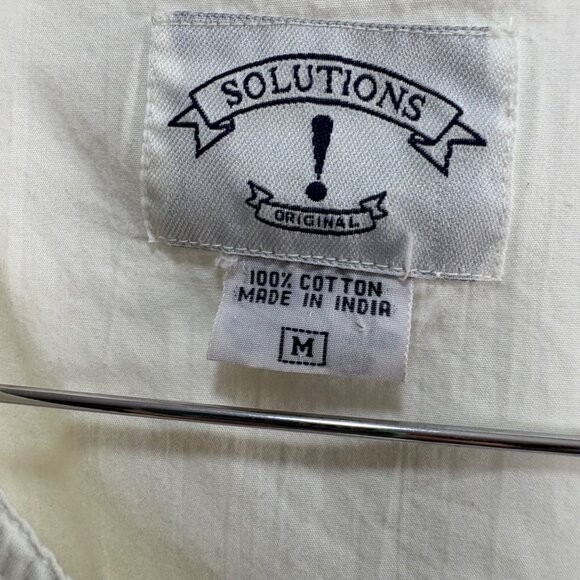 SOLUTIONS
!
ORIGINAL
100% COTTON
MADE IN INDIA
M